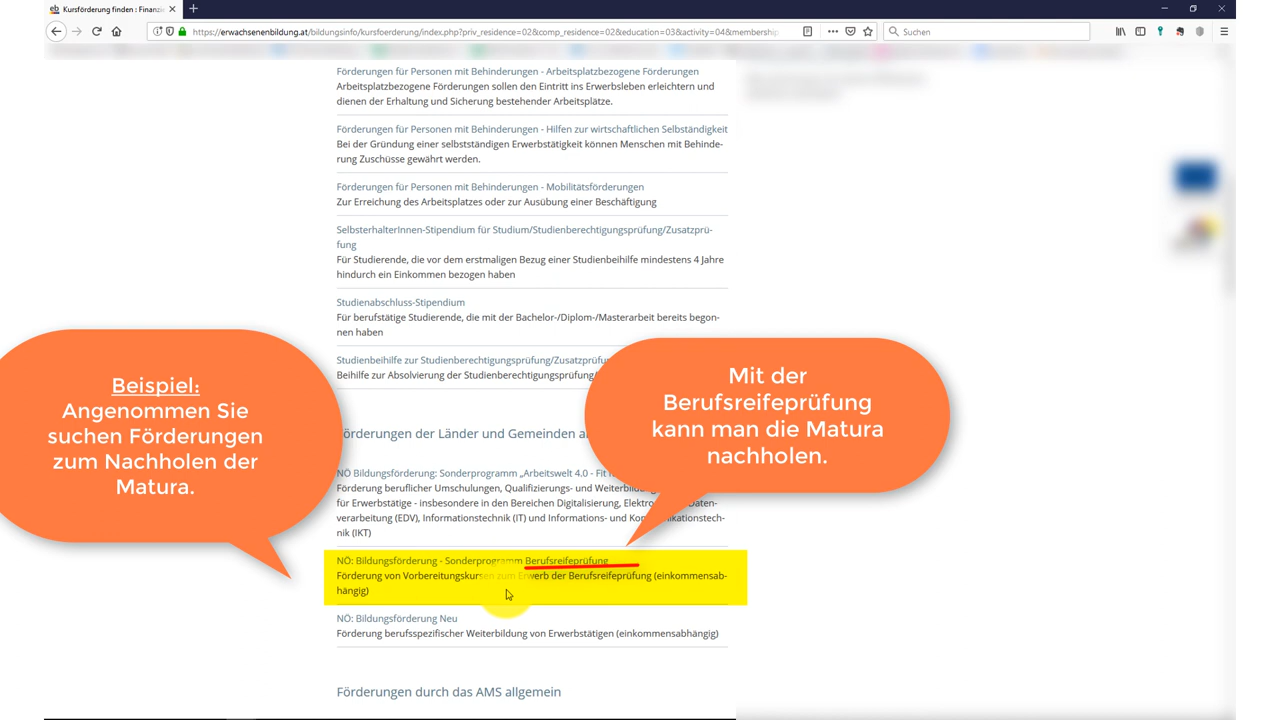 Kursförderung finden : Finanzie
https://erwachsenenbildung.at/bildungsinfo/kursfoerderung/index.php?priv_residence=02&comp_residence=02&education=03&activity=04&membership
Suchen
Förderungen für Personen mit Behinderungen - Arbeitsplatzbezogene Förderungen
Arbeitsplatzbezogene Förderungen sollen den Eintritt ins Erwerbsleben erleichtern und
dienen der Erhaltung und Sicherung bestehender Arbeitsplätze.
Förderungen für Personen mit Behinderungen - Hilfen zur wirtschaftlichen Selbständigkeit
Bei der Gründung einer selbstständigen Erwerbstätigkeit können Menschen mit Behinde-
rung Zuschüsse gewährt werden.
Förderungen für Personen mit Behinderungen - Mobilitätsförderungen
Zur Erreichung des Arbeitsplatzes oder zur Ausübung einer Beschäftigung
SelbsterhalterInnen-Stipendium für Studium/Studienberechtigungsprüfung/Zusatzprü-
fung
Für Studierende, die vor dem erstmaligen Bezug einer Studienbeihilfe mindestens 4 Jahre
hindurch ein Einkommen bezogen haben
Studienabschluss-Stipendium
Für berufstätige Studierende, die mit der Bachelor-/Diplom-/Masterarbeit bereits begon-
nen haben
Studienbeihilfe zur Studienberechtigungsprüfung/Zusatzprüfu
Beihilfe zur Absolvierung der Studienberechtigungsprüfung/
Beispiel:
Angenommen Sie
suchen Förderungen
zum Nachholen der
Matura.
Mit der
Berufsreifeprüfung
kann man die Matura
nachholen.
örderungen der Länder und Gemeinden al
NÖ Bildungsförderung: Sonderprogramm „Arbeitswelt 4.0 - Fit
Förderung beruflicher Umschulungen, Qualifizierungs- und Weiterbildung
für Erwerbstätige - insbesondere in den Bereichen Digitalisierung, Elektro Daten-
verarbeitung (EDV), Informationstechnik (IT) und Informations- und Kommunikationstech-
nik (IKT)
NÖ: Bildungsförderung - Sonderprogramm Berufsreifeprüfung
Förderung von Vorbereitungskursen zum Erwerb der Berufsreifeprüfung (einkommensab-
hängig)
NÖ: Bildungsförderung Neu
Förderung berufsspezifischer Weiterbildung von Erwerbstätigen (einkommensabhängig)
Förderungen durch das AMS allgemein